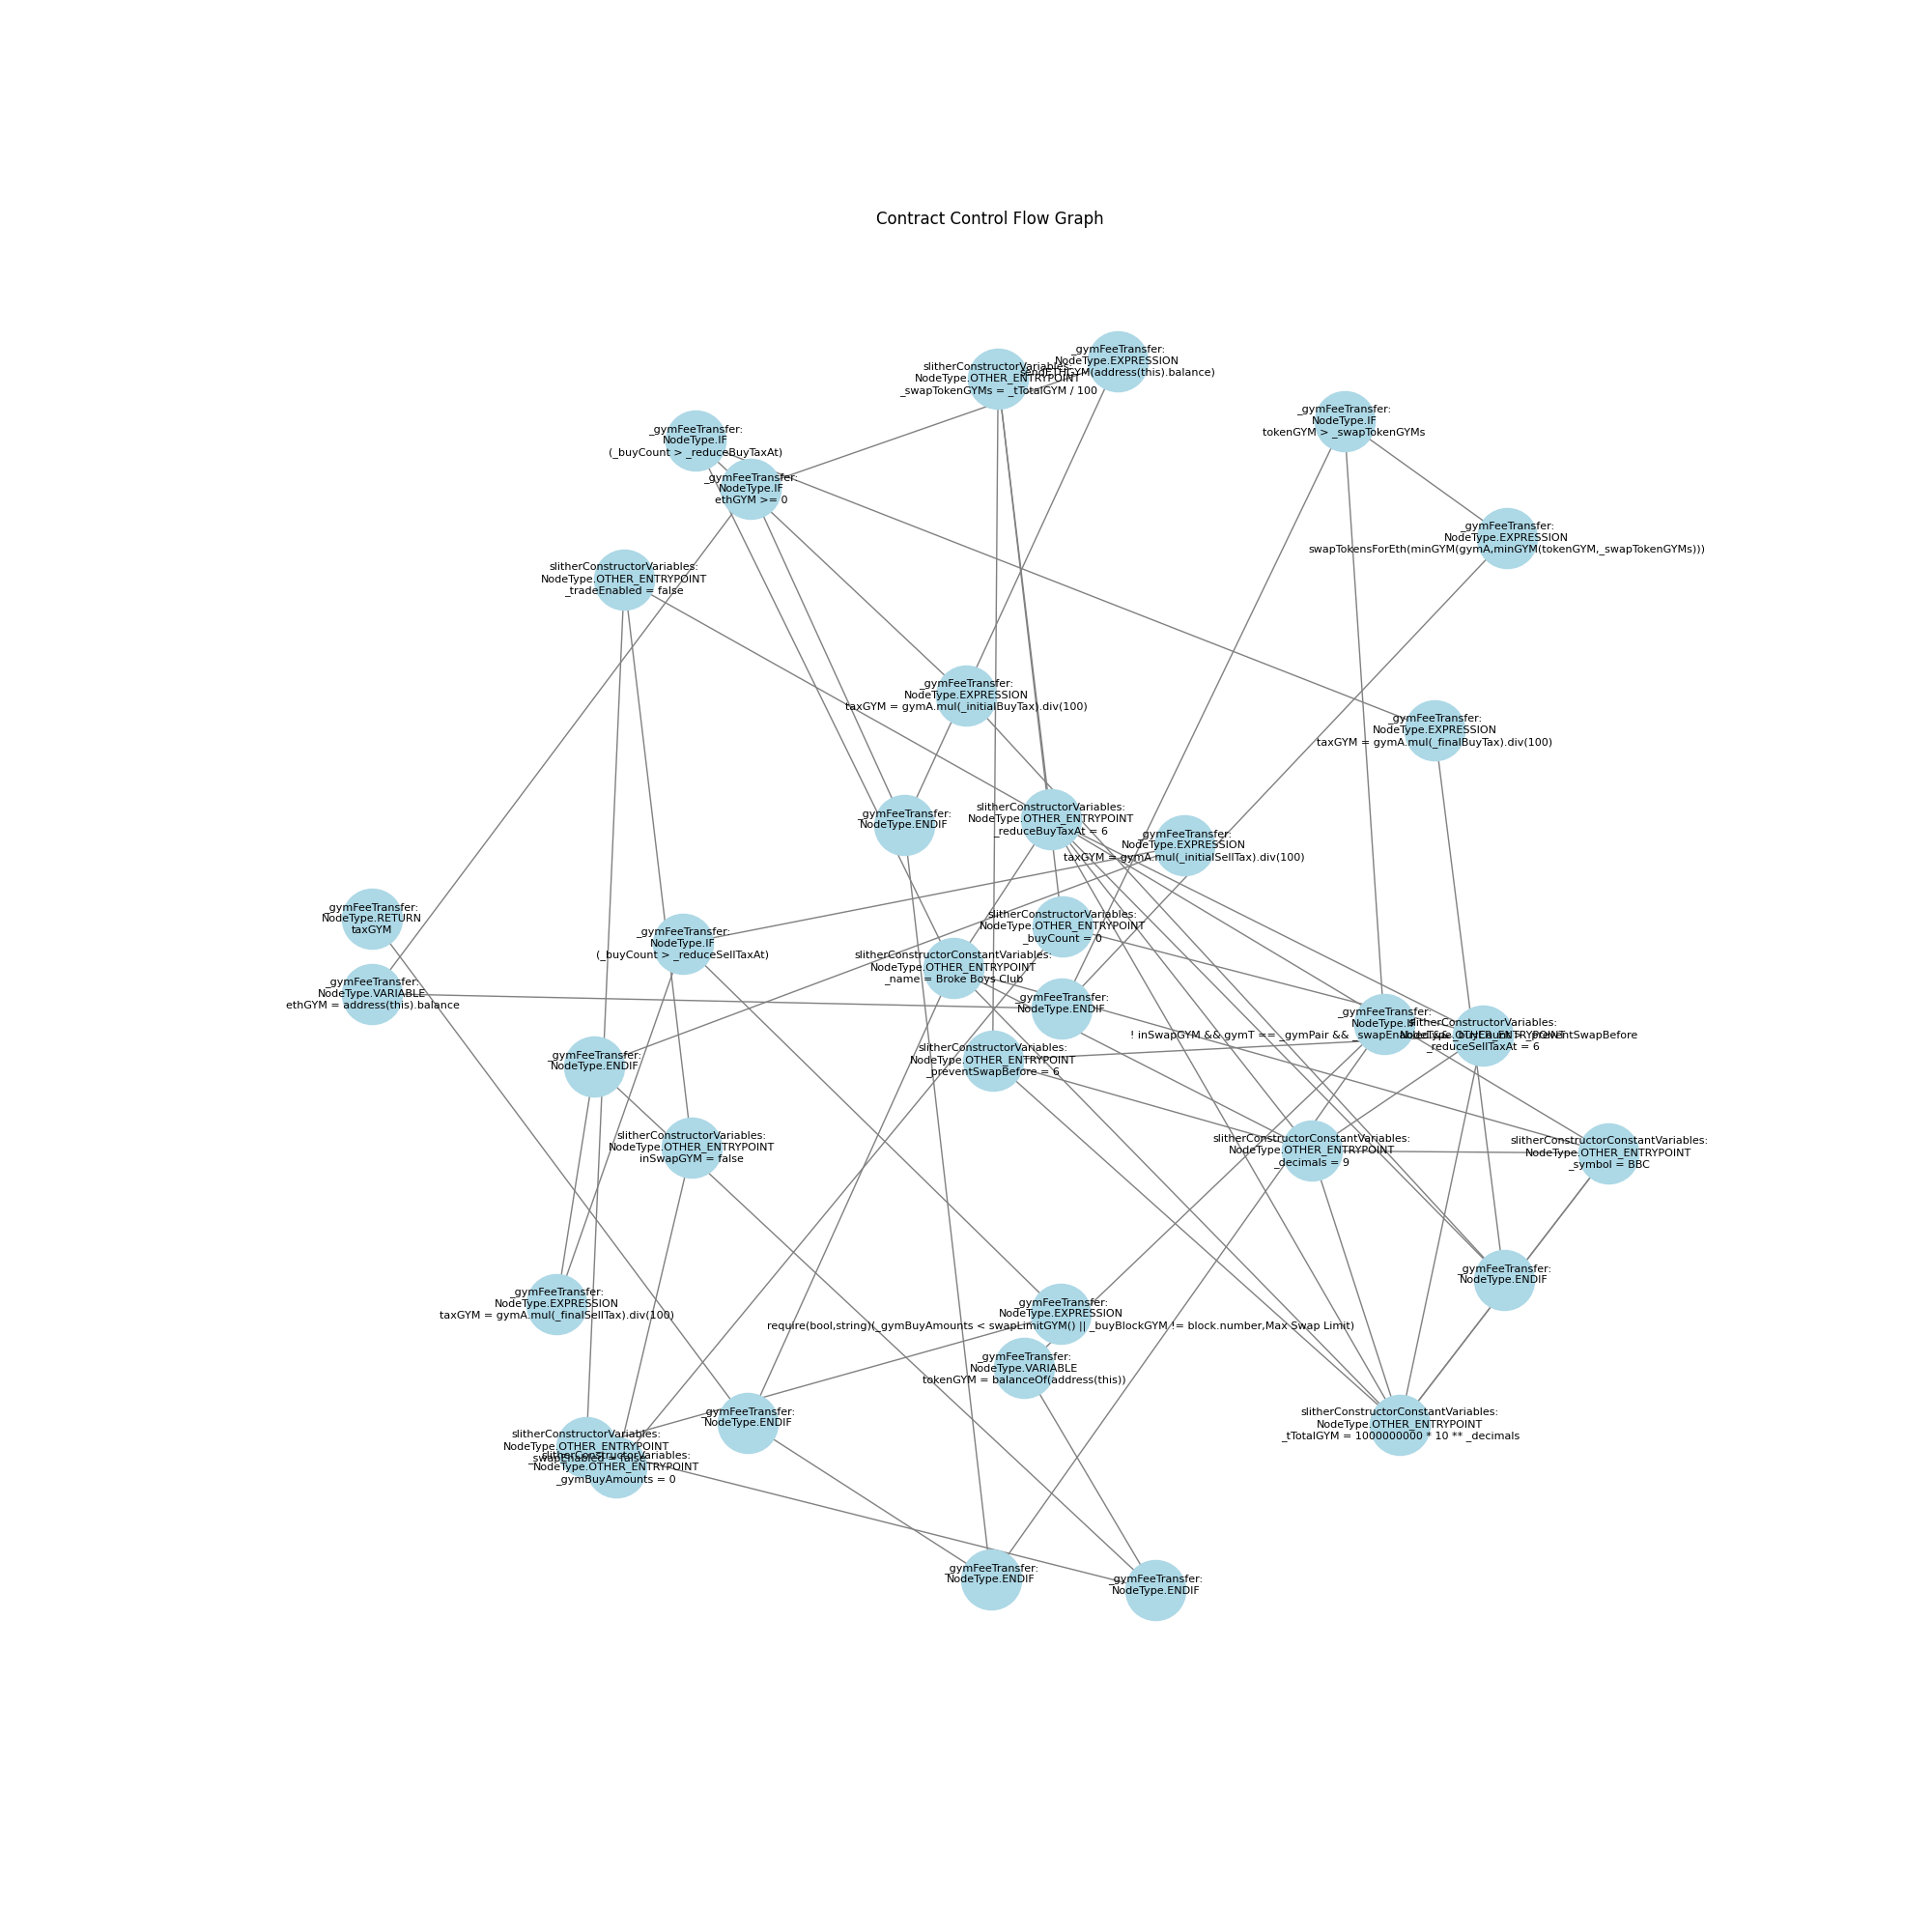 Contract Control Flow Graph
_gymFeeTransfer:
NodeType.EXPRESSION
sendETHGYM(address(this).balance)
slitherConstructorVariables:
NodeType.OTHER_ENTRYPOINT
_swapTokenGYMs = _tTotalGYM / 100
_gymFeeTransfer:
NodeType.IF
tokenGYM > _swapTokenGYMs
_gymFeeTransfer:
NodeType.IF
(_buyCount > _reduceBuyTaxAt)
_gymFeeTransfer:
NodeType.IF
ethGYM >= 0
_gymFeeTransfer:
NodeType.EXPRESSION
swapTokensForEth(minGYM(gymA,minGYM(tokenGYM,_swapTokenGYMs)))
slitherConstructorVariables:
NodeType.OTHER_ENTRYPOINT
_tradeEnabled = false
_gymFeeTransfer:
NodeType.EXPRESSION
taxGYM = gymA.mul(_initialBuyTax).div(100)
_gymFeeTransfer:
NodeType.EXPRESSION
taxGYM = gymA.mul(_finalBuyTax).div(100)
_gymFeeTransfer:
NodeType.ENDIF
slitherConstructorVariables:
NodeType.OTHER_ENTRYPOINT
_reduceBuyTaxAt = 6
_gymFeeTransfer:
NodeType.EXPRESSION
taxGYM = gymA.mul(_initialSellTax).div(100)
_gymFeeTransfer:
NodeType.RETURN
taxGYM
slitherConstructorVariables:
NodeType.OTHER_ENTRYPOINT
_buyCount = 0
_gymFeeTransfer:
NodeType.IF
(_buyCount > _reduceSellTaxAt)
slitherConstructorConstantVariables:
NodeType.OTHER_ENTRYPOINT
_name = Broke Boys Club
_gymFeeTransfer:
NodeType.VARIABLE
ethGYM = address(this).balance
_gymFeeTransfer:
NodeType.ENDIF
_gymFeeTransfer:
NodeType.IF
! inSwapGYM && gymT == _gymPair && _swapEnabled && _buyCount > _preventSwapBefore
slitherConstructorVariables:
NodeType.OTHER_ENTRYPOINT
_reduceSellTaxAt = 6
slitherConstructorVariables:
NodeType.OTHER_ENTRYPOINT
_preventSwapBefore = 6
_gymFeeTransfer:
NodeType.ENDIF
slitherConstructorVariables:
NodeType.OTHER_ENTRYPOINT
inSwapGYM = false
slitherConstructorConstantVariables:
NodeType.OTHER_ENTRYPOINT
_decimals = 9
slitherConstructorConstantVariables:
NodeType.OTHER_ENTRYPOINT
_symbol = BBC
_gymFeeTransfer:
NodeType.ENDIF
_gymFeeTransfer:
NodeType.EXPRESSION
taxGYM = gymA.mul(_finalSellTax).div(100)
_gymFeeTransfer:
NodeType.EXPRESSION
require(bool,string)(_gymBuyAmounts < swapLimitGYM() || _buyBlockGYM != block.number,Max Swap Limit)
_gymFeeTransfer:
NodeType.VARIABLE
tokenGYM = balanceOf(address(this))
_gymFeeTransfer:
NodeType.ENDIF
slitherConstructorConstantVariables:
NodeType.OTHER_ENTRYPOINT
_tTotalGYM = 1000000000 * 10 ** _decimals
slitherConstructorVariables:
NodeType.OTHER_ENTRYPOINT
_swapEnabled = false
slitherConstructorVariables:
NodeType.OTHER_ENTRYPOINT
_gymBuyAmounts = 0
_gymFeeTransfer:
NodeType.ENDIF
_gymFeeTransfer:
NodeType.ENDIF